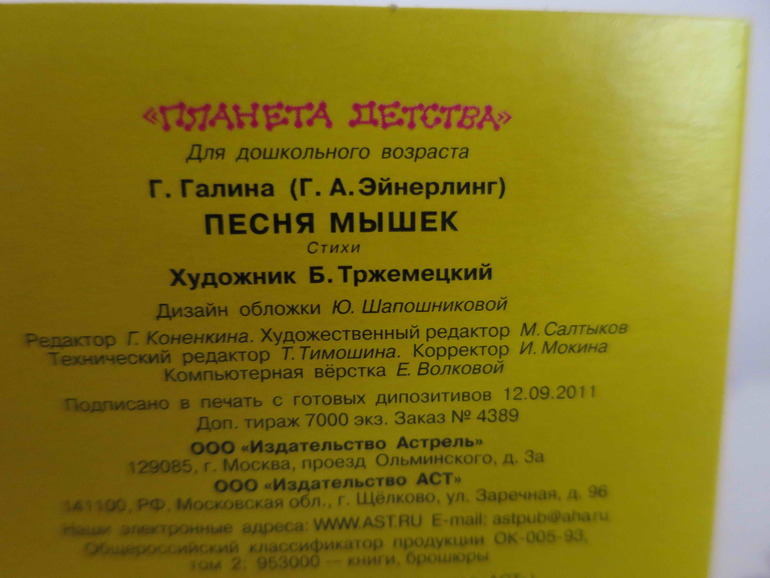 «ПЛАНЕТА ДЕТСТВА»
Для дошкольного возраста
Г. Галина (Г. А. Эйнерлинг)
ПЕСНЯ МЫШЕК
Стихи
Художник Б. Тржемецкий
Дизайн обложки Ю. Шапошниковой
Редактор Г. Коненкина. Художественный редактор М. Салтыков
Технический редактор Т. Тимошина. Корректор И. Мокина
Компьютерная вёрстка Е. Волковой
Подписано в печать с готовых дипозитивов 12.09.2011
Доп. тираж 7000 экз. Заказ № 4389
ООО «Издательство Астрель»
129085, г. Москва, проезд Ольминского, д. 3а
ООО «Издательство АСТ»
141100, РФ, Московская обл., г. Щёлково, ул. Заречная, д. 96
Наши электронные адреса: WWW.AST.RU E-mail: astpub@aha.ru
Общероссийский классификатор продукции ОК-005-93,
том 2; 953000 — книги, брошюры